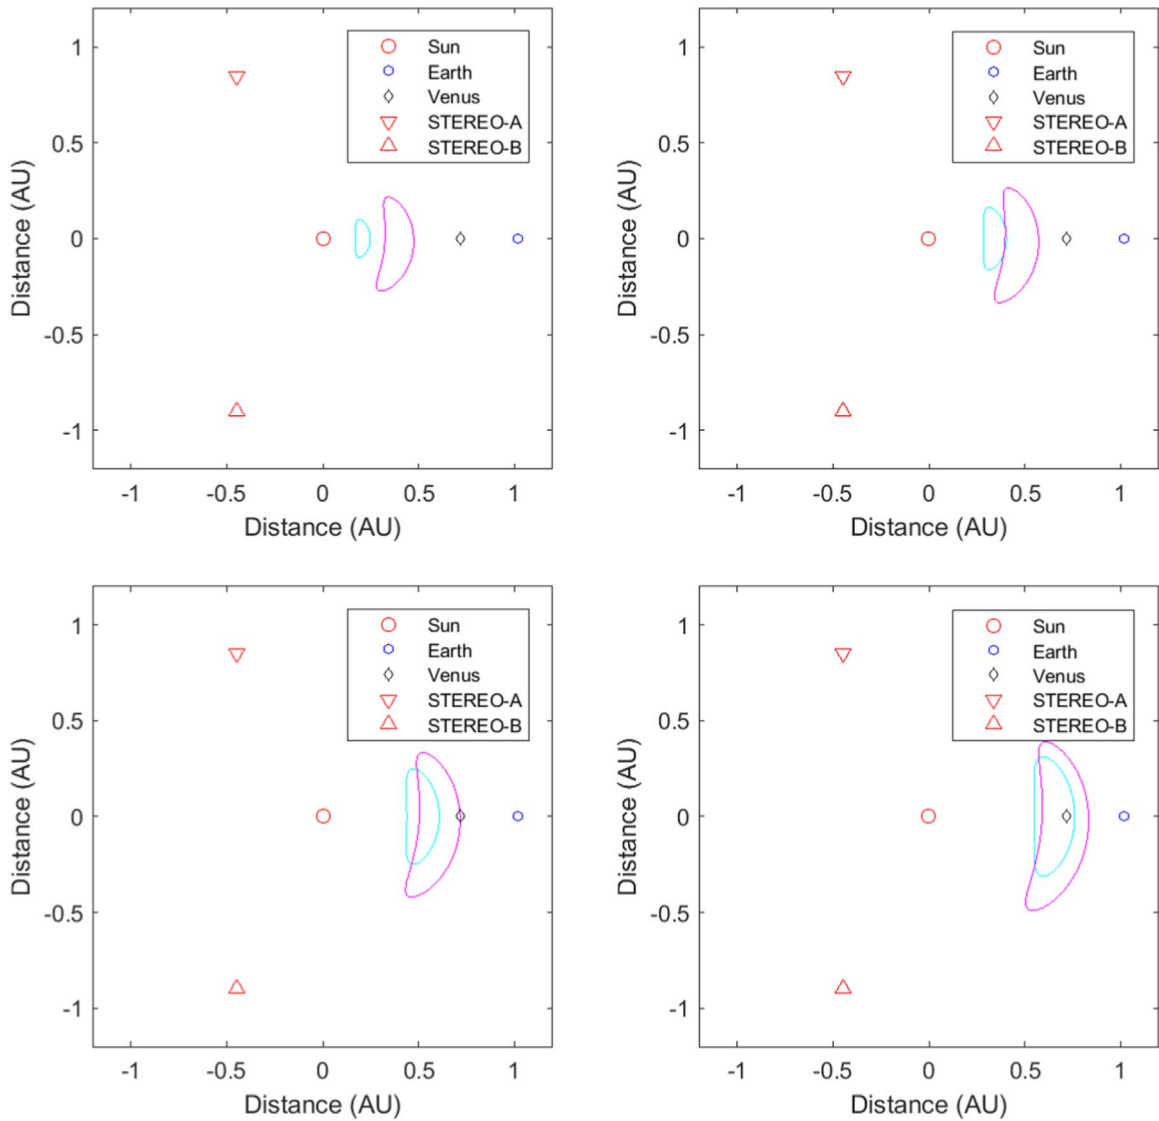 1
0.5
0
-0.5
-1
Distance (AU)
-1
-0.5
0
0.5
1
Distance (AU)
Sun
Earth
Venus
STEREO-A
STEREO-B
1
0.5
0
-0.5
-1
Distance (AU)
-1
-0.5
0
0.5
1
Distance (AU)
Sun
Earth
Venus
STEREO-A
STEREO-B
1
0.5
0
-0.5
-1
Distance (AU)
-1
-0.5
0
0.5
1
Distance (AU)
Sun
Earth
Venus
STEREO-A
STEREO-B
1
0.5
0
-0.5
-1
Distance (AU)
-1
-0.5
0
0.5
1
Distance (AU)
Sun
Earth
Venus
STEREO-A
STEREO-B